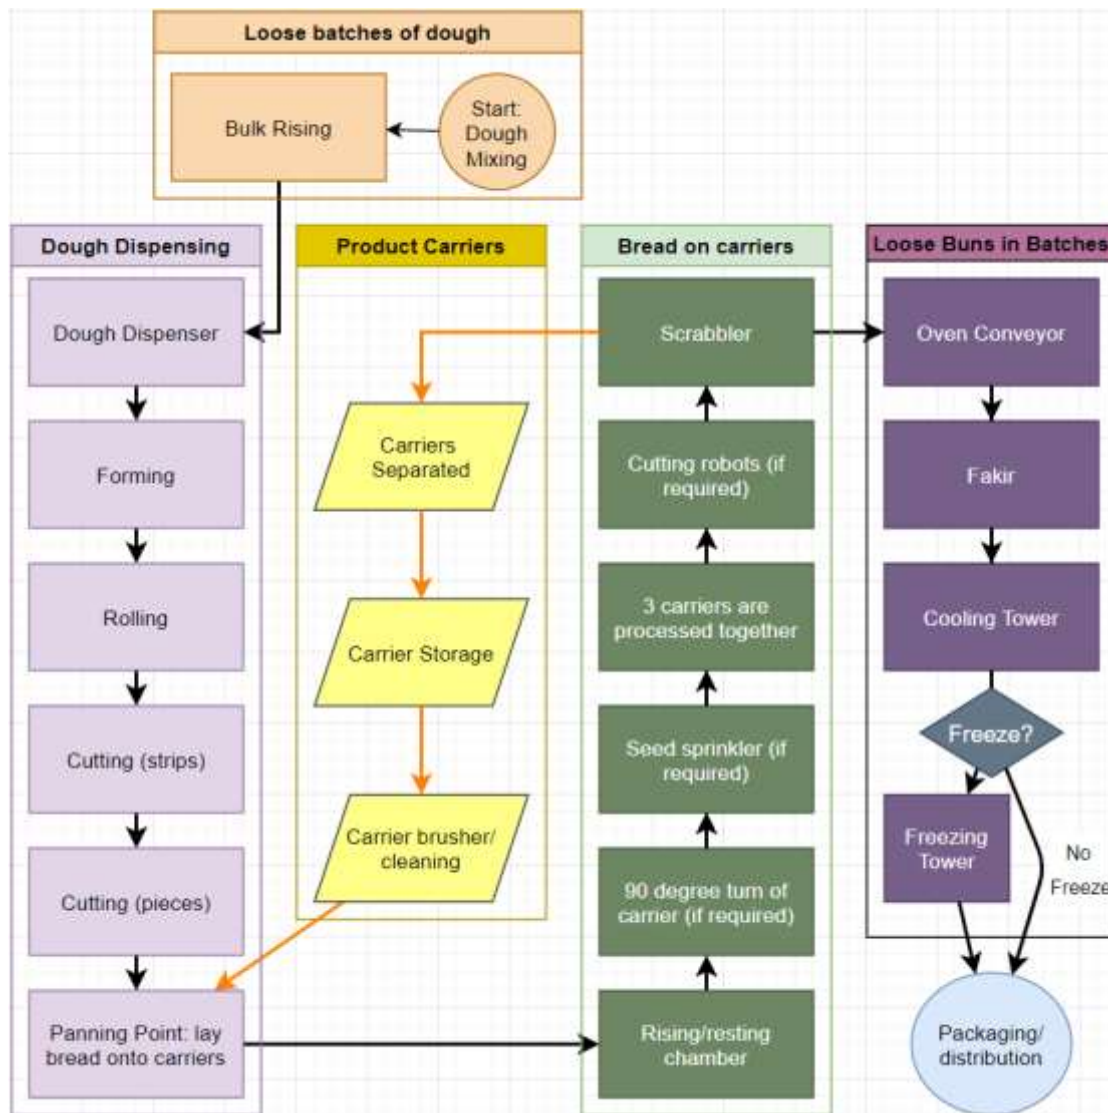 Loose batches of dough
Bulk Rising
Start:
Dough
Mixing
Dough Dispensing
Dough Dispenser
Forming
Rolling
Cutting (strips)
Cutting (pieces)
Panning Point: lay
bread onto carriers
Product Carriers
Carriers
Separated
Carrier Storage
Carrier brusher/
cleaning
Bread on carriers
Scrabbler
Cutting robots (if
required)
3 carriers are
processed together
Seed sprinkler (if
required)
90 degree turn of
carrier (if required)
Rising/resting
chamber
Loose Buns in Batches
Oven Conveyor
Fakir
Cooling Tower
Freeze?
Freezing
Tower
No
Freeze
Packaging/
distribution